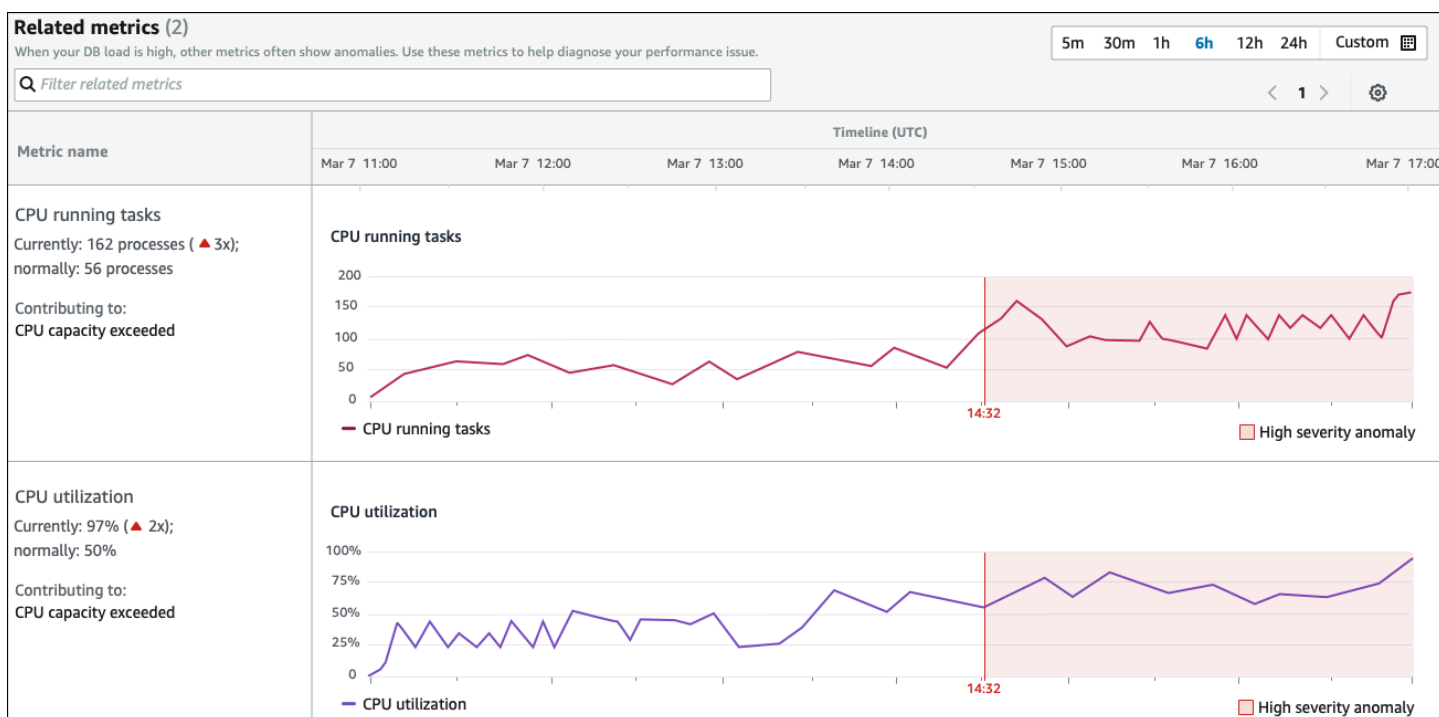 Related metrics (2)
When your DB load is high, other metrics often show anomalies. Use these metrics to help diagnose your performance issue.
5m 30m 1h 6h 12h 24h Custom
Filter related metrics
1
Metric name
Timeline (UTC)
Mar 7 11:00 Mar 7 12:00 Mar 7 13:00 Mar 7 14:00 Mar 7 15:00 Mar 7 16:00 Mar 7 17:00
CPU running tasks
Currently: 162 processes ( ▲ 3x);
normally: 56 processes
Contributing to:
CPU capacity exceeded
CPU running tasks
200
150
100
50
0
14:32
CPU running tasks
High severity anomaly
CPU utilization
Currently: 97% (▲ 2x);
normally: 50%
Contributing to:
CPU capacity exceeded
CPU utilization
100%
75%
50%
25%
0
14:32
CPU utilization
High severity anomaly